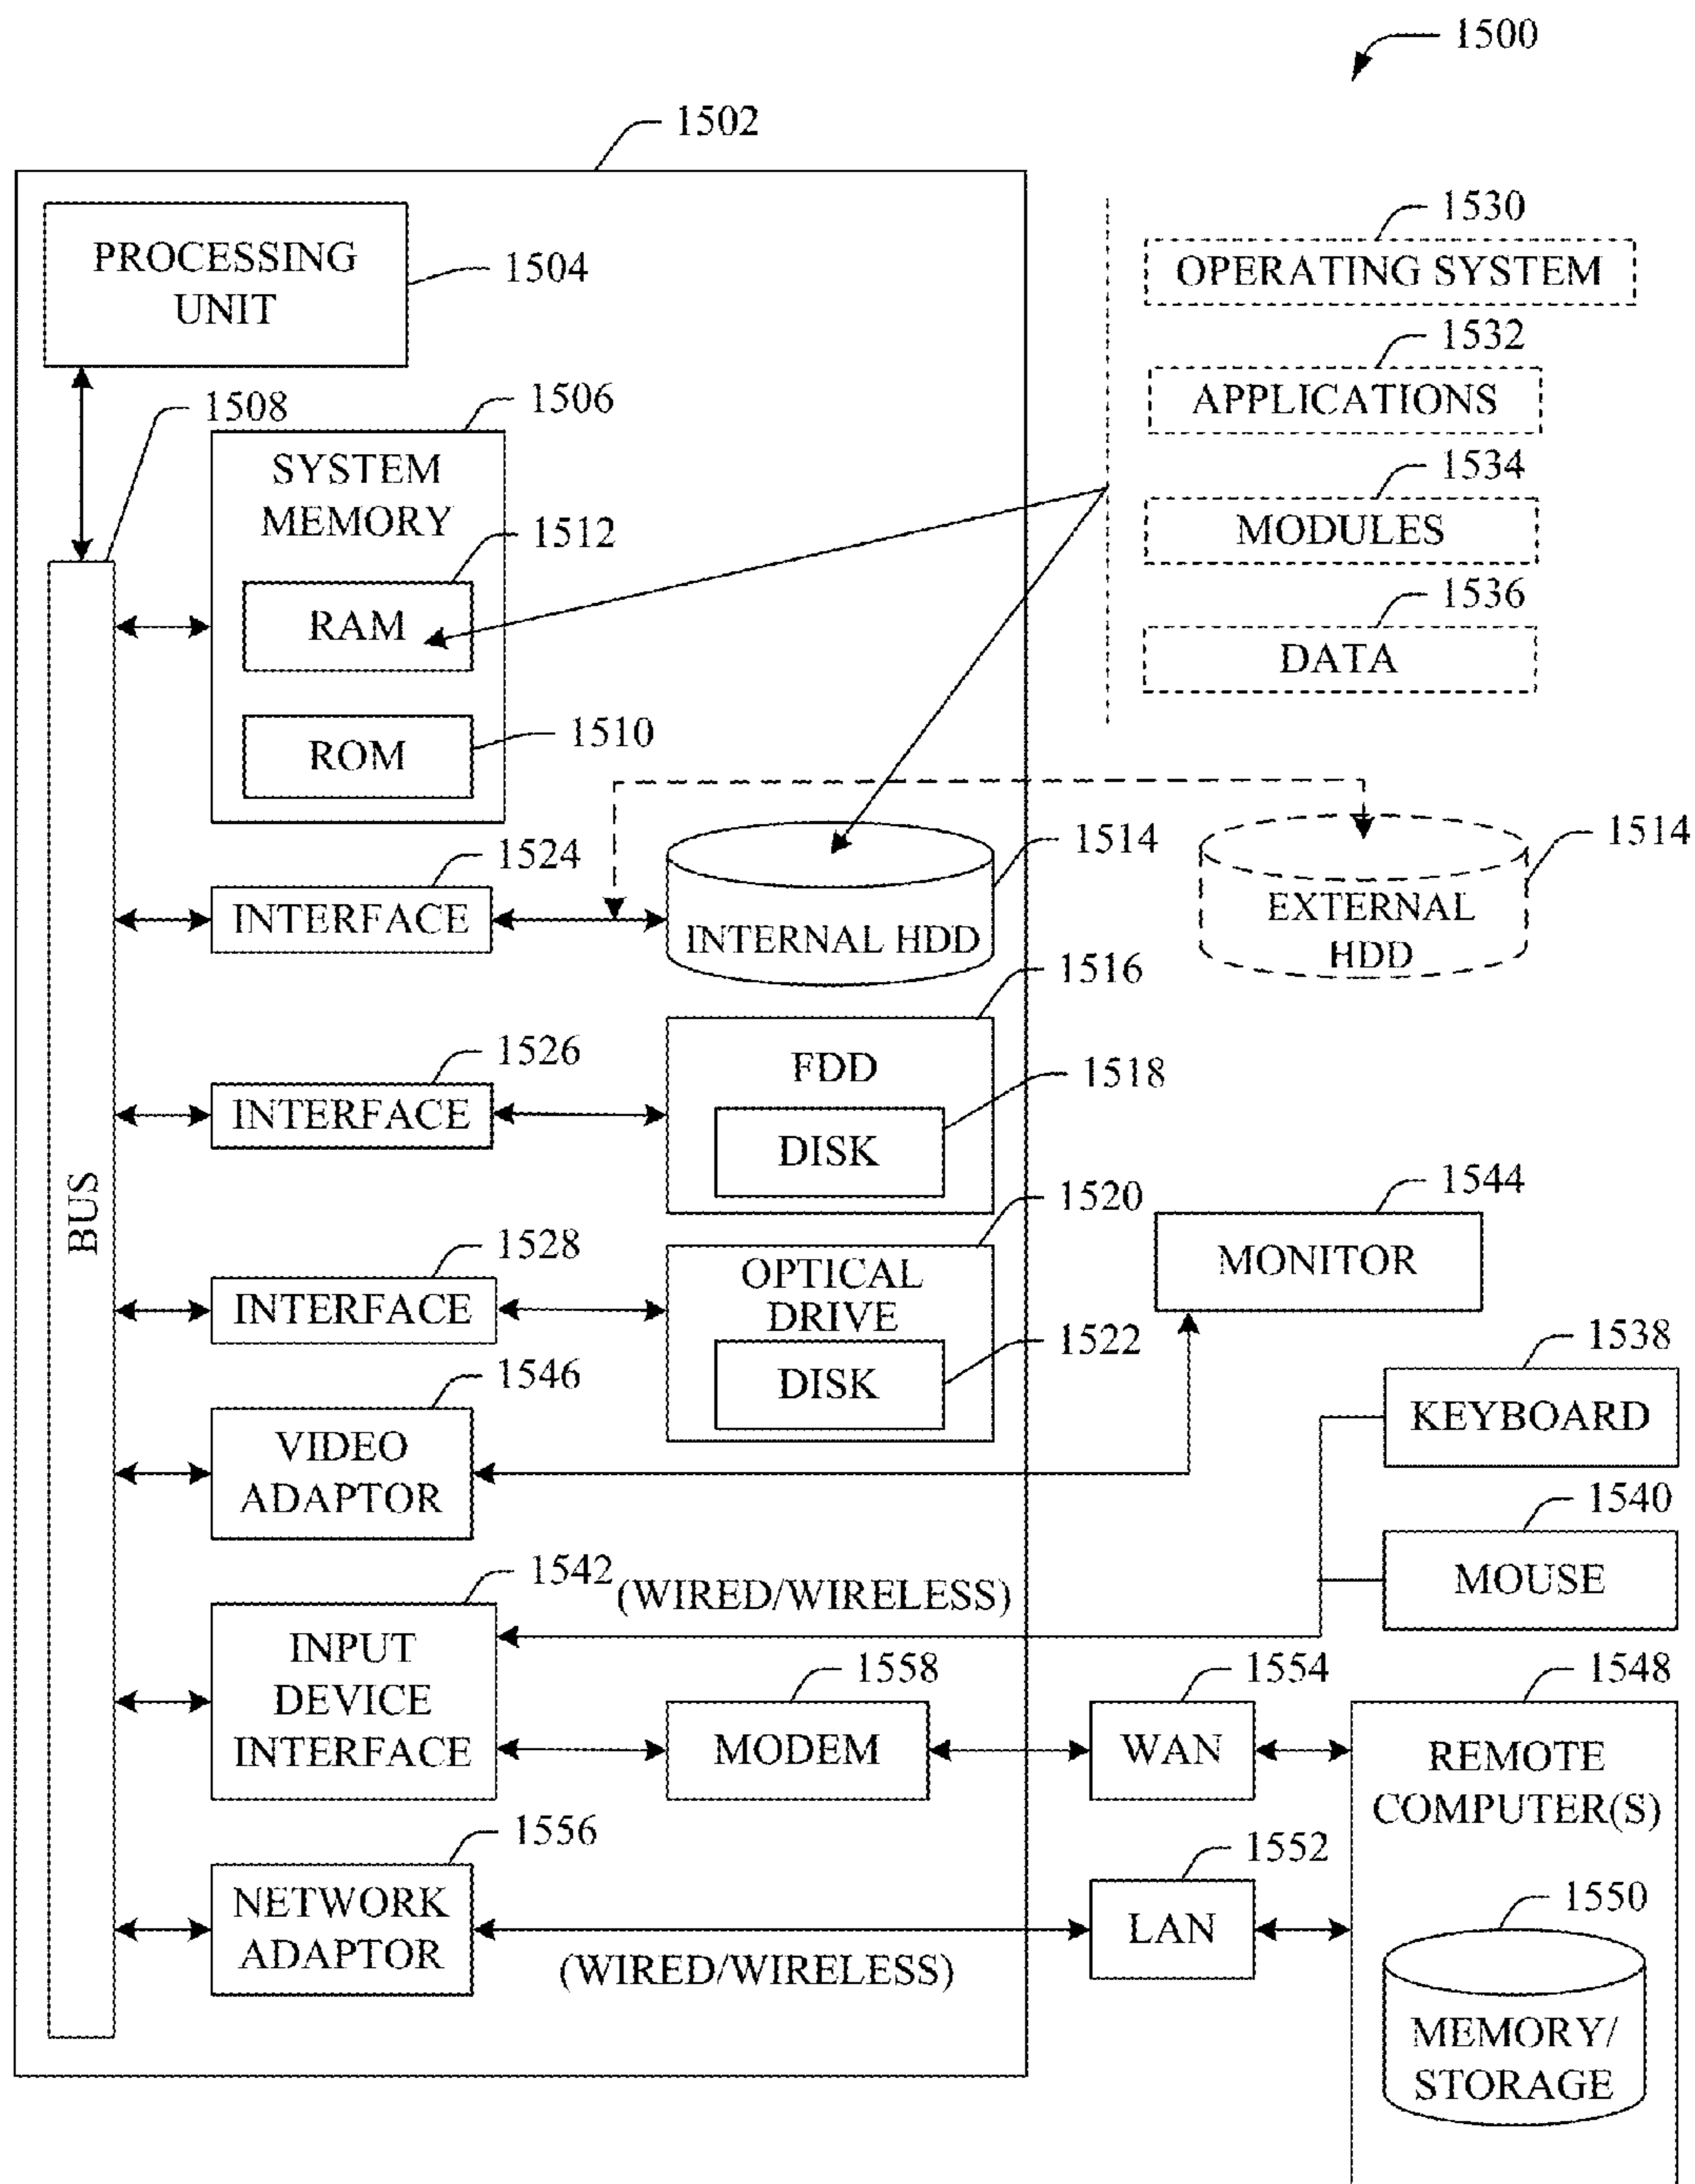 1500
1502
PROCESSING
UNIT
1504
1530
OPERATING SYSTEM
1532
APPLICATIONS
1508
1506
SYSTEM
MEMORY
1534
MODULES
1512
RAM
1536
DATA
1510
ROM
1524
INTERFACE
1514
INTERNAL HDD
1514
EXTERNAL
HDD
1516
FDD
1526
INTERFACE
1518
DISK
BUS
1520
OPTICAL
DRIVE
1528
INTERFACE
1522
DISK
1544
MONITOR
1546
VIDEO
ADAPTOR
1538
KEYBOARD
1540
MOUSE
1542
(WIRED/WIRELESS)
INPUT
DEVICE
INTERFACE
1558
MODEM
1554
WAN
1548
REMOTE
COMPUTER(S)
1556
NETWORK
ADAPTOR
(WIRED/WIRELESS)
1552
LAN
1550
MEMORY/
STORAGE